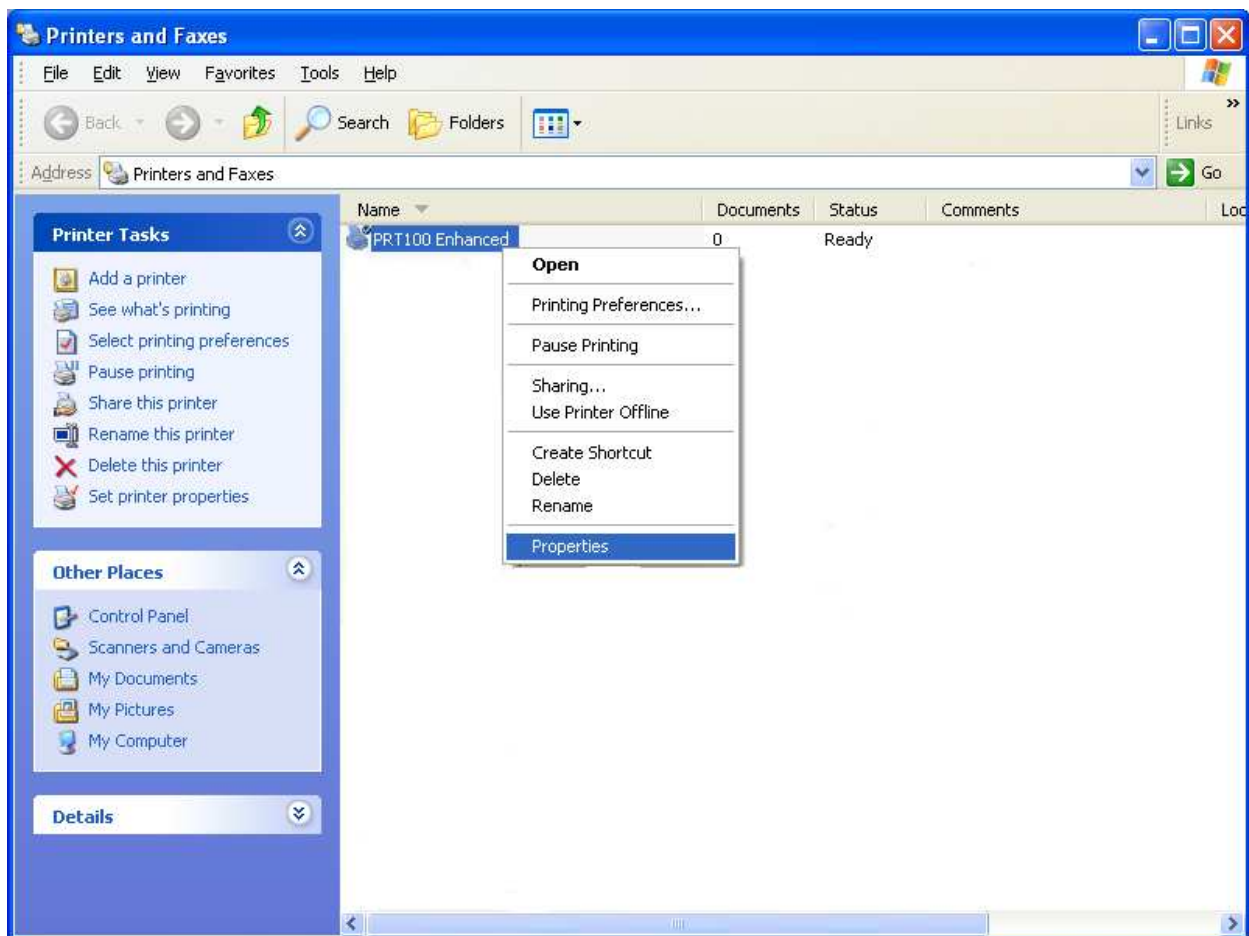 Printers and Faxes
File Edit View Favorites Tools Help
Back Search Folders Links
Address Printers and Faxes Go
Name Documents Status Comments Loc
PRT100 Enhanced 0 Ready
Printer Tasks
Add a printer
See what's printing
Select printing preferences
Pause printing
Share this printer
Rename this printer
Delete this printer
Set printer properties
Other Places
Control Panel
Scanners and Cameras
My Documents
My Pictures
My Computer
Details
Open
Printing Preferences...
Pause Printing
Sharing...
Use Printer Offline
Create Shortcut
Delete
Rename
Properties